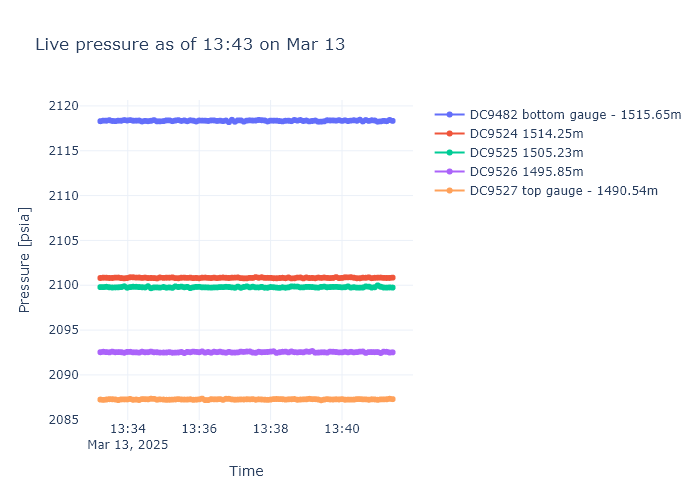 Live pressure as of 13:43 on Mar 13
2120
2115
2110
2105
2100
2095
2090
2085
Pressure [psia]
13:34
13:36
13:38
13:40
Mar 13, 2025
Time
DC9482 bottom gauge - 1515.65m
DC9524 1514.25m
DC9525 1505.23m
DC9526 1495.85m
DC9527 top gauge - 1490.54m